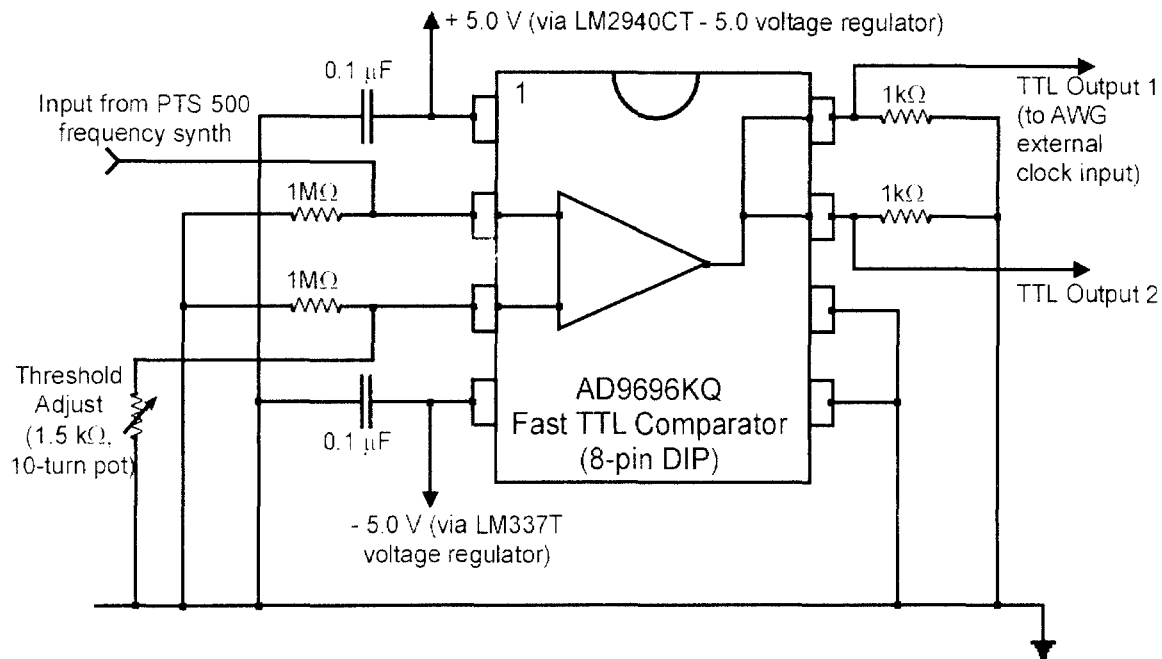 + 5.0 V (via LM2940CT - 5.0 voltage regulator)
0.1 μF
Input from PTS 500
frequency synth
1
1kΩ
TTL Output 1
(to AWG
external
clock input)
1MΩ
1kΩ
1MΩ
TTL Output 2
Threshold
Adjust
(1.5 kΩ,
10-turn pot)
0.1 μF
AD9696KQ
Fast TTL Comparator
(8-pin DIP)
- 5.0 V (via LM337T
voltage regulator)